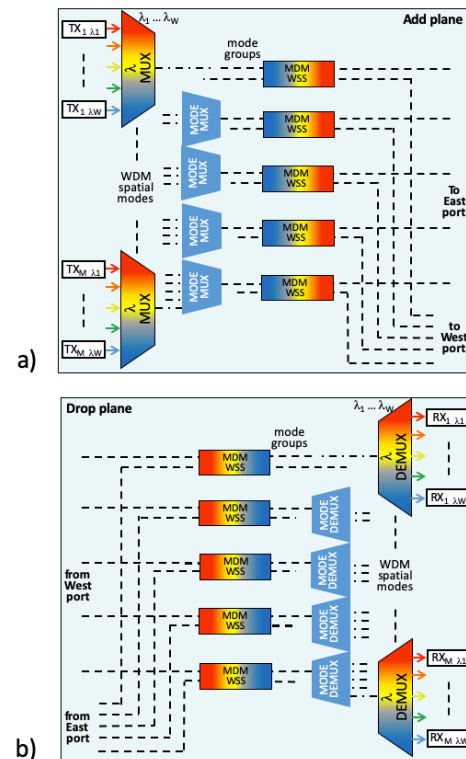 λ1 ... λW
Add plane
TX1 λ1
λ
MUX
mode
groups
MDM
WSS
TX1 λW
MODE
MUX
MDM
WSS
WDM
spatial
modes
MODE
MUX
MDM
WSS
To
East
port
MODE
MUX
MDM
WSS
TXM λ1
λ
MUX
MODE
MUX
MDM
WSS
to
West
port
TXM λW
a)
Drop plane
λ1 ... λW
mode
groups
RX1 λ1
MDM
WSS
λ
DEMUX
RX1 λW
MDM
WSS
MODE
DEMUX
from
West
port
MDM
WSS
MODE
DEMUX
WDM
spatial
modes
MDM
WSS
MODE
DEMUX
MDM
WSS
MODE
DEMUX
RXM λ1
λ
DEMUX
from
East
port
RXM λW
b)